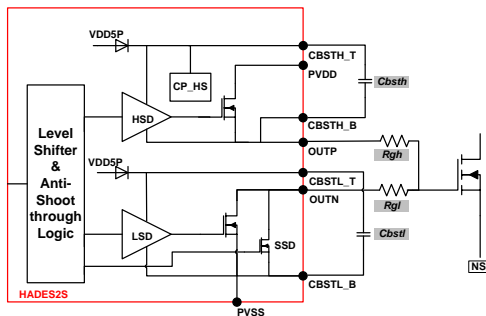 VDD5P
CBSTH_T
PVDD
CP_HS
Cbsth
HSD
CBSTH_B
OUTP
Rgh
Level
Shifter
&
Anti-
Shoot
through
Logic
VDD5P
CBSTL_T
OUTN
Rgl
LSD
SSD
Cbstl
NS
CBSTL_B
HADES2S
PVSS